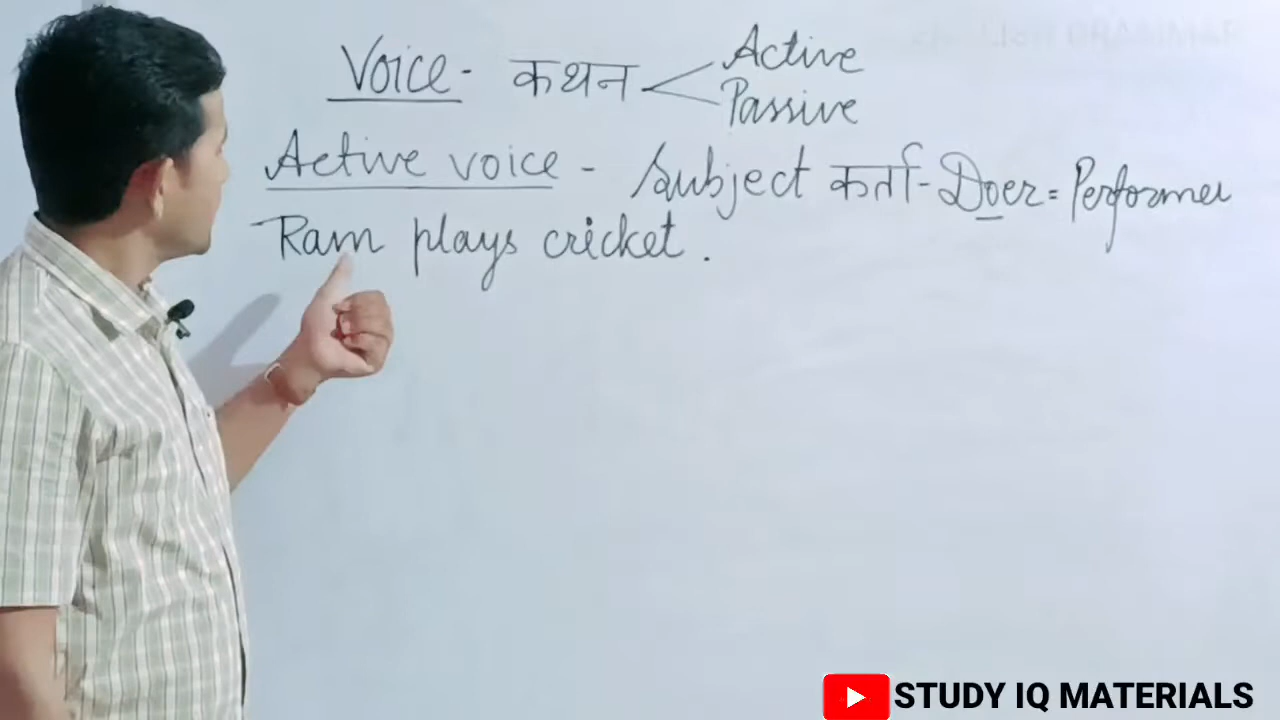 Voice - कथन < Active
Passive
Active voice - Subject कर्ता - Doer = Performer
Ram plays cricket.
STUDY IQ MATERIALS